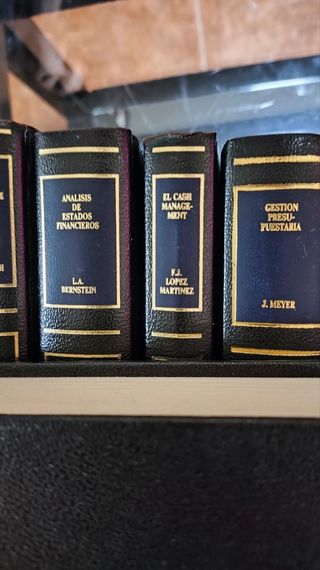 ANALISIS
DE
ESTADOS
FINANCIEROS
L.A.
BERNSTEIN
EL CASH
MANAGE-
MENT
F.J.
LOPEZ
MARTINEZ
GESTION
PRESU-
PUESTARIA
J. MEYER